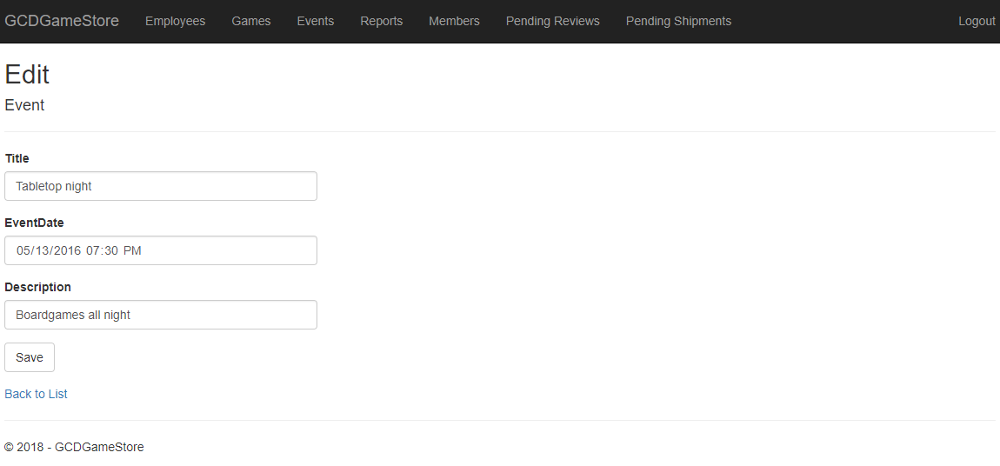 GCDGameStore Employees Games Events Reports Members Pending Reviews Pending Shipments Logout
Edit
Event
Title
Tabletop night
EventDate
05/13/2016 07:30 PM
Description
Boardgames all night
Save
Back to List
© 2018 - GCDGameStore